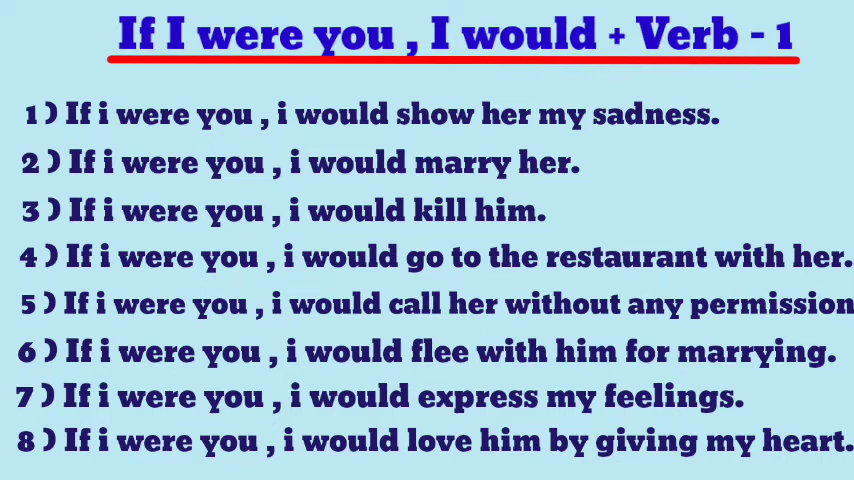 If I were you , I would + Verb - 1
1 ) If i were you , i would show her my sadness.
2 ) If i were you , i would marry her.
3 ) If i were you , i would kill him.
4 ) If i were you , i would go to the restaurant with her.
5 ) If i were you , i would call her without any permission
6 ) If i were you , i would flee with him for marrying.
7 ) If i were you , i would express my feelings.
8 ) If i were you , i would love him by giving my heart.